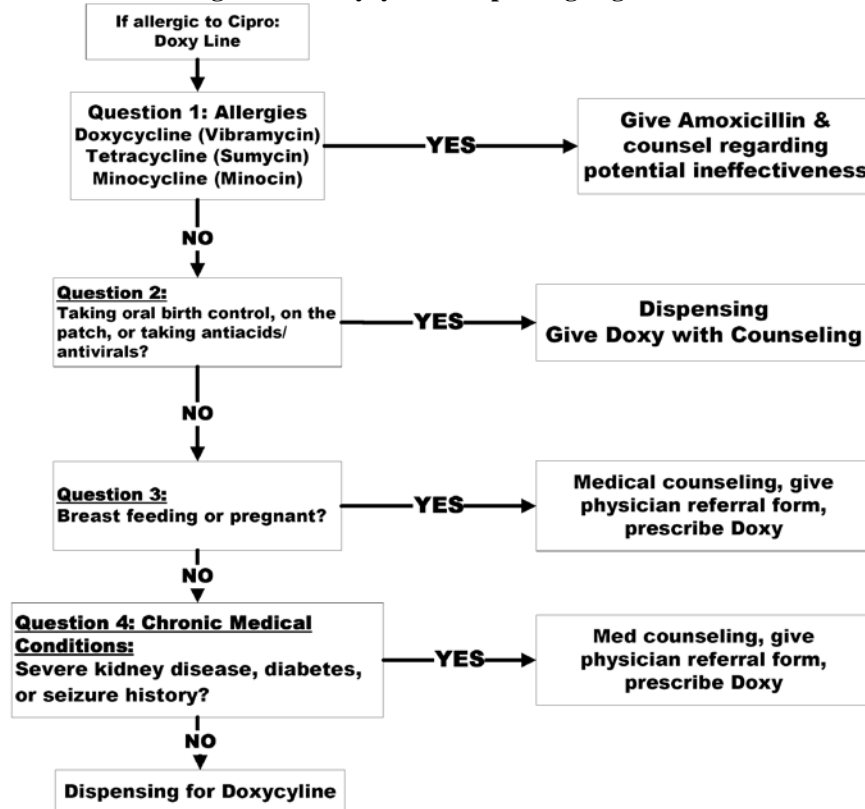 If allergic to Cipro:
Doxy Line
Question 1: Allergies
Doxycycline (Vibramycin)
Tetracycline (Sumycin)
Minocycline (Minocin)
YES
Give Amoxicillin &
counsel regarding
potential ineffectiveness
NO
Question 2:
Taking oral birth control, on the
patch, or taking antiacids/
antivirals?
YES
Dispensing
Give Doxy with Counseling
NO
Question 3:
Breast feeding or pregnant?
YES
Medical counseling, give
physician referral form,
prescribe Doxy
NO
Question 4: Chronic Medical
Conditions:
Severe kidney disease, diabetes,
or seizure history?
YES
Med counseling, give
physician referral form,
prescribe Doxy
NO
Dispensing for Doxycyline